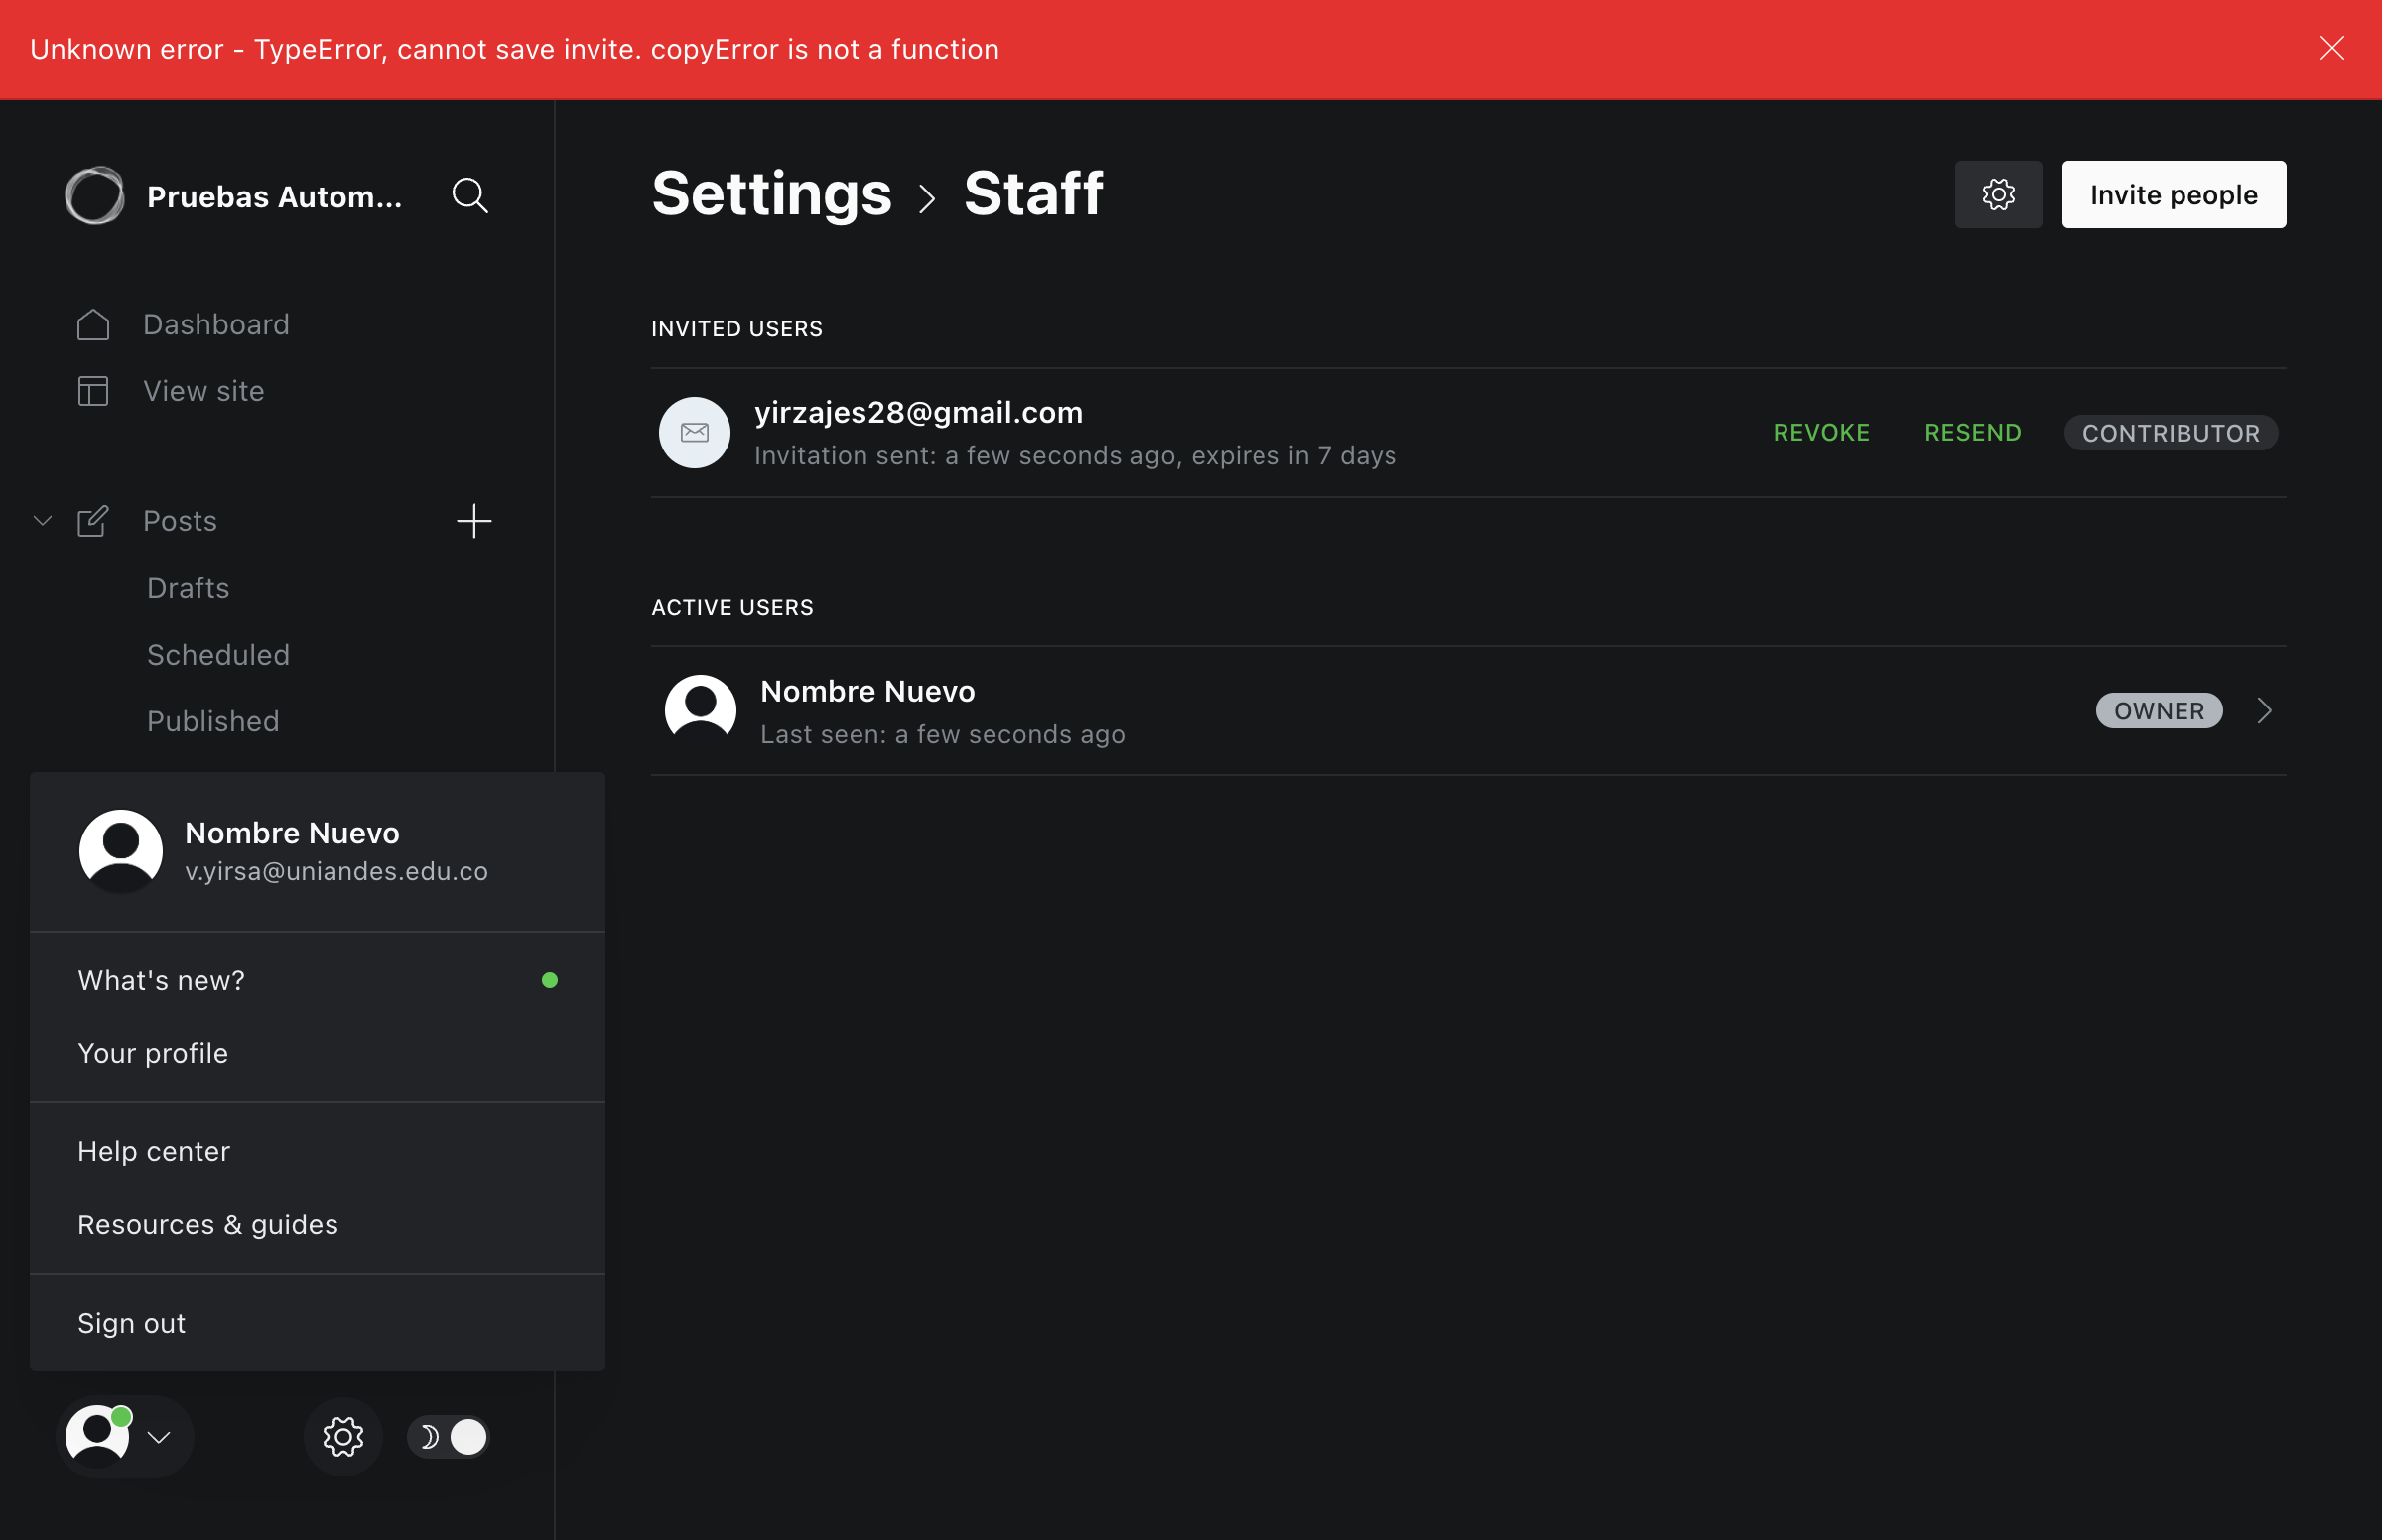 Unknown error - TypeError, cannot save invite. copyError is not a function
Pruebas Autom...
Dashboard
View site
Posts
Drafts
Scheduled
Published
Nombre Nuevo
v.yirsa@uniandes.edu.co
What's new?
Your profile
Help center
Resources & guides
Sign out
Settings > Staff
Invite people
INVITED USERS
yirzajes28@gmail.com
Invitation sent: a few seconds ago, expires in 7 days
REVOKE RESEND CONTRIBUTOR
ACTIVE USERS
Nombre Nuevo
Last seen: a few seconds ago
OWNER